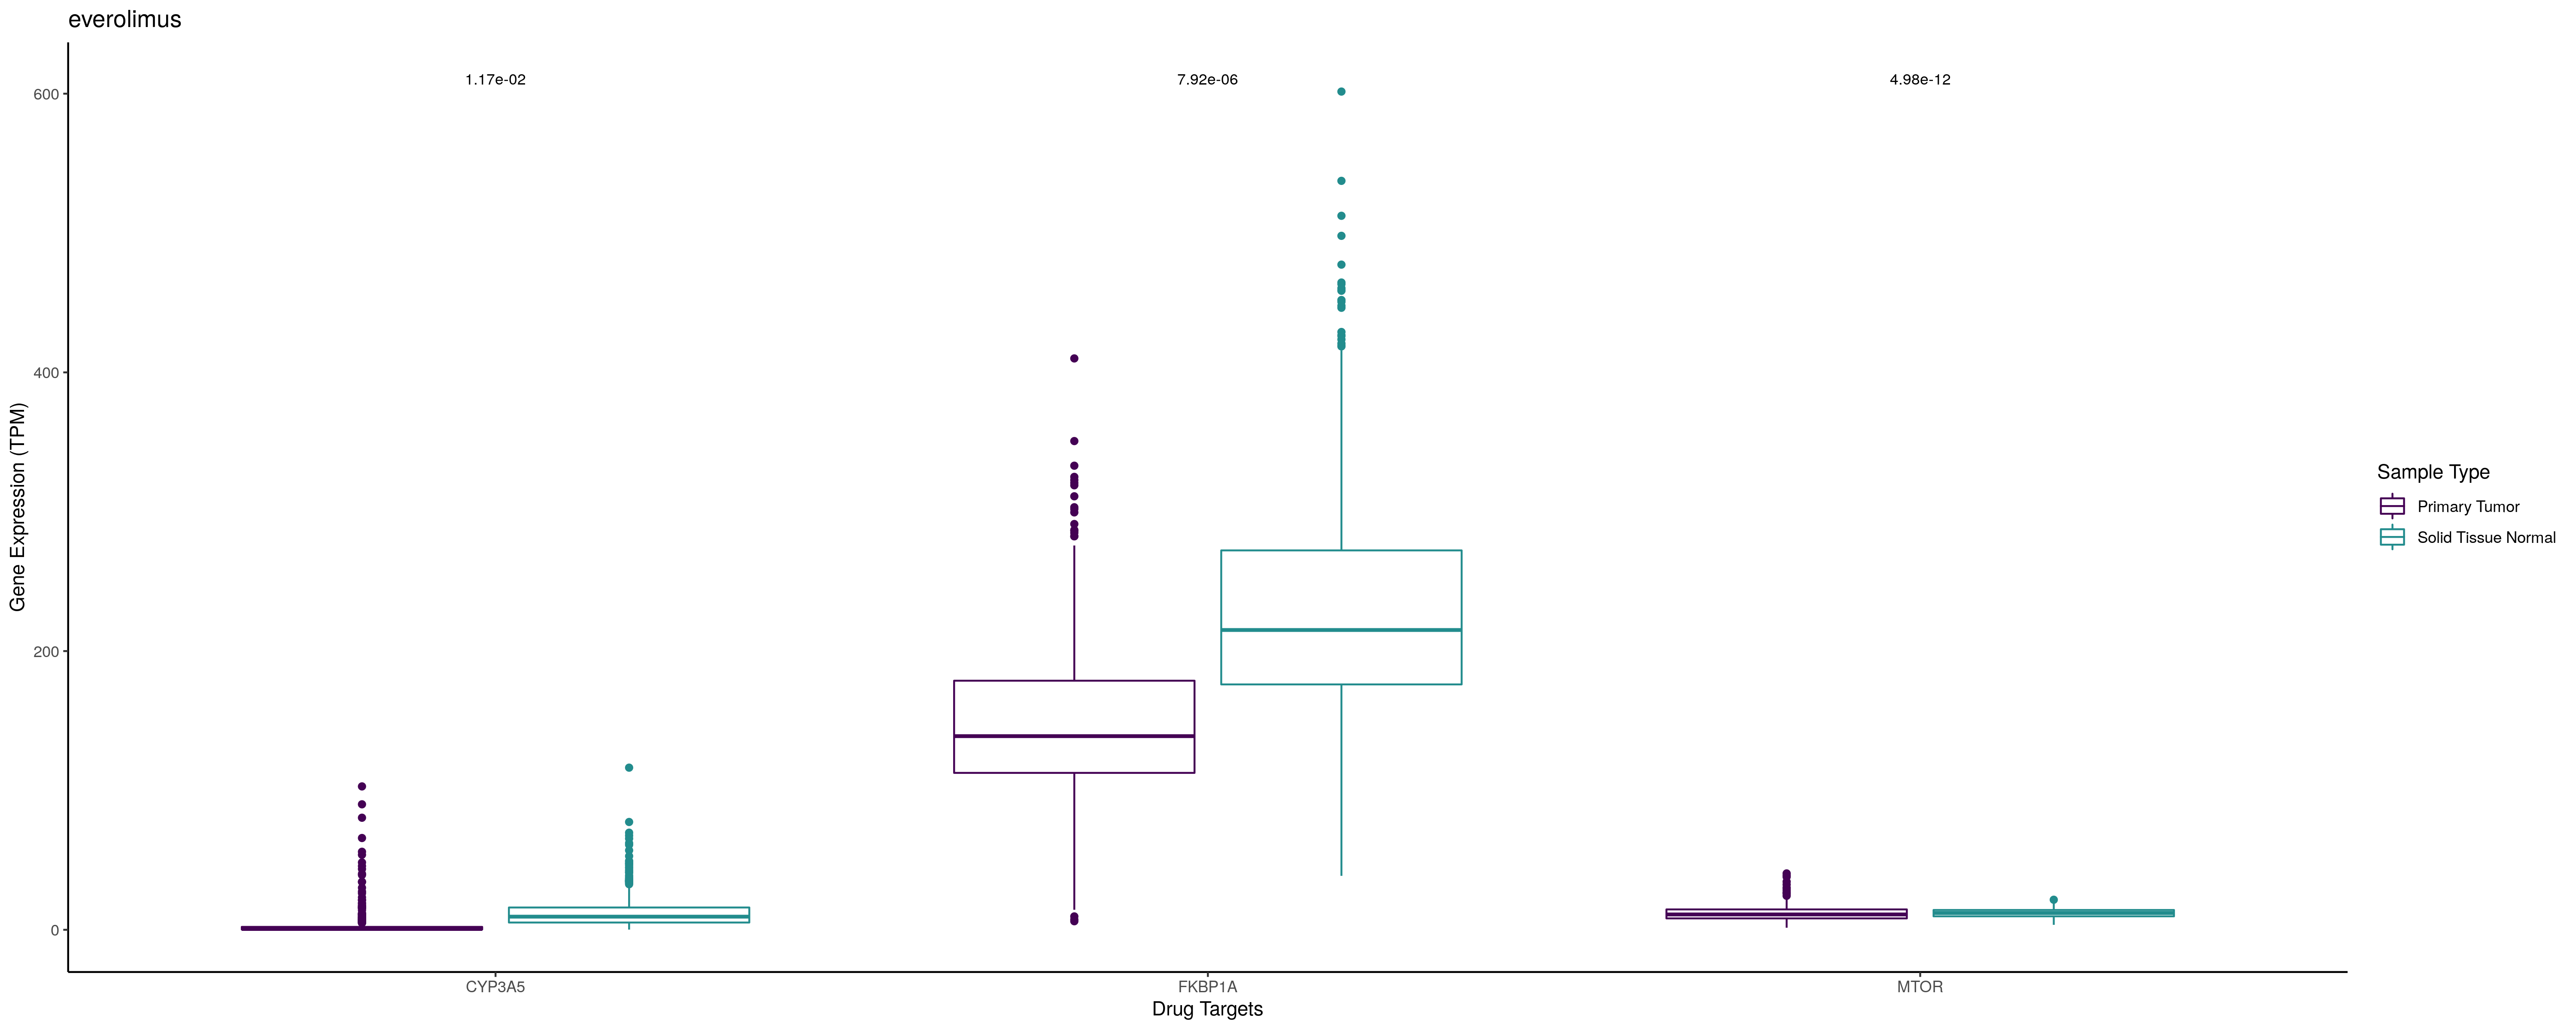 everolimus
1.17e-02
7.92e-06
4.98e-12
600
400
200
0
Gene Expression (TPM)
CYP3A5
FKBP1A
MTOR
Drug Targets
Sample Type
Primary Tumor
Solid Tissue Normal